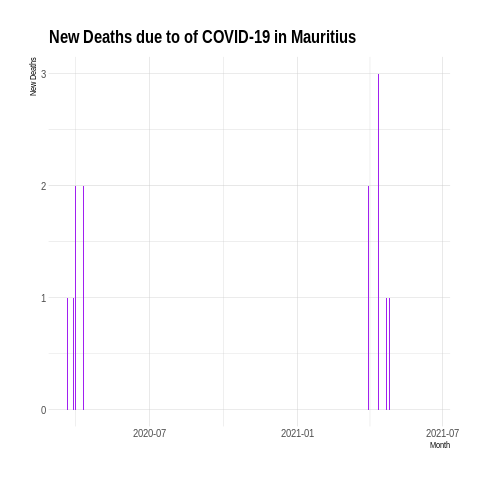 New Deaths due to of COVID-19 in Mauritius
New Deaths
3
2
1
0
2020-07
2021-01
2021-07
Month